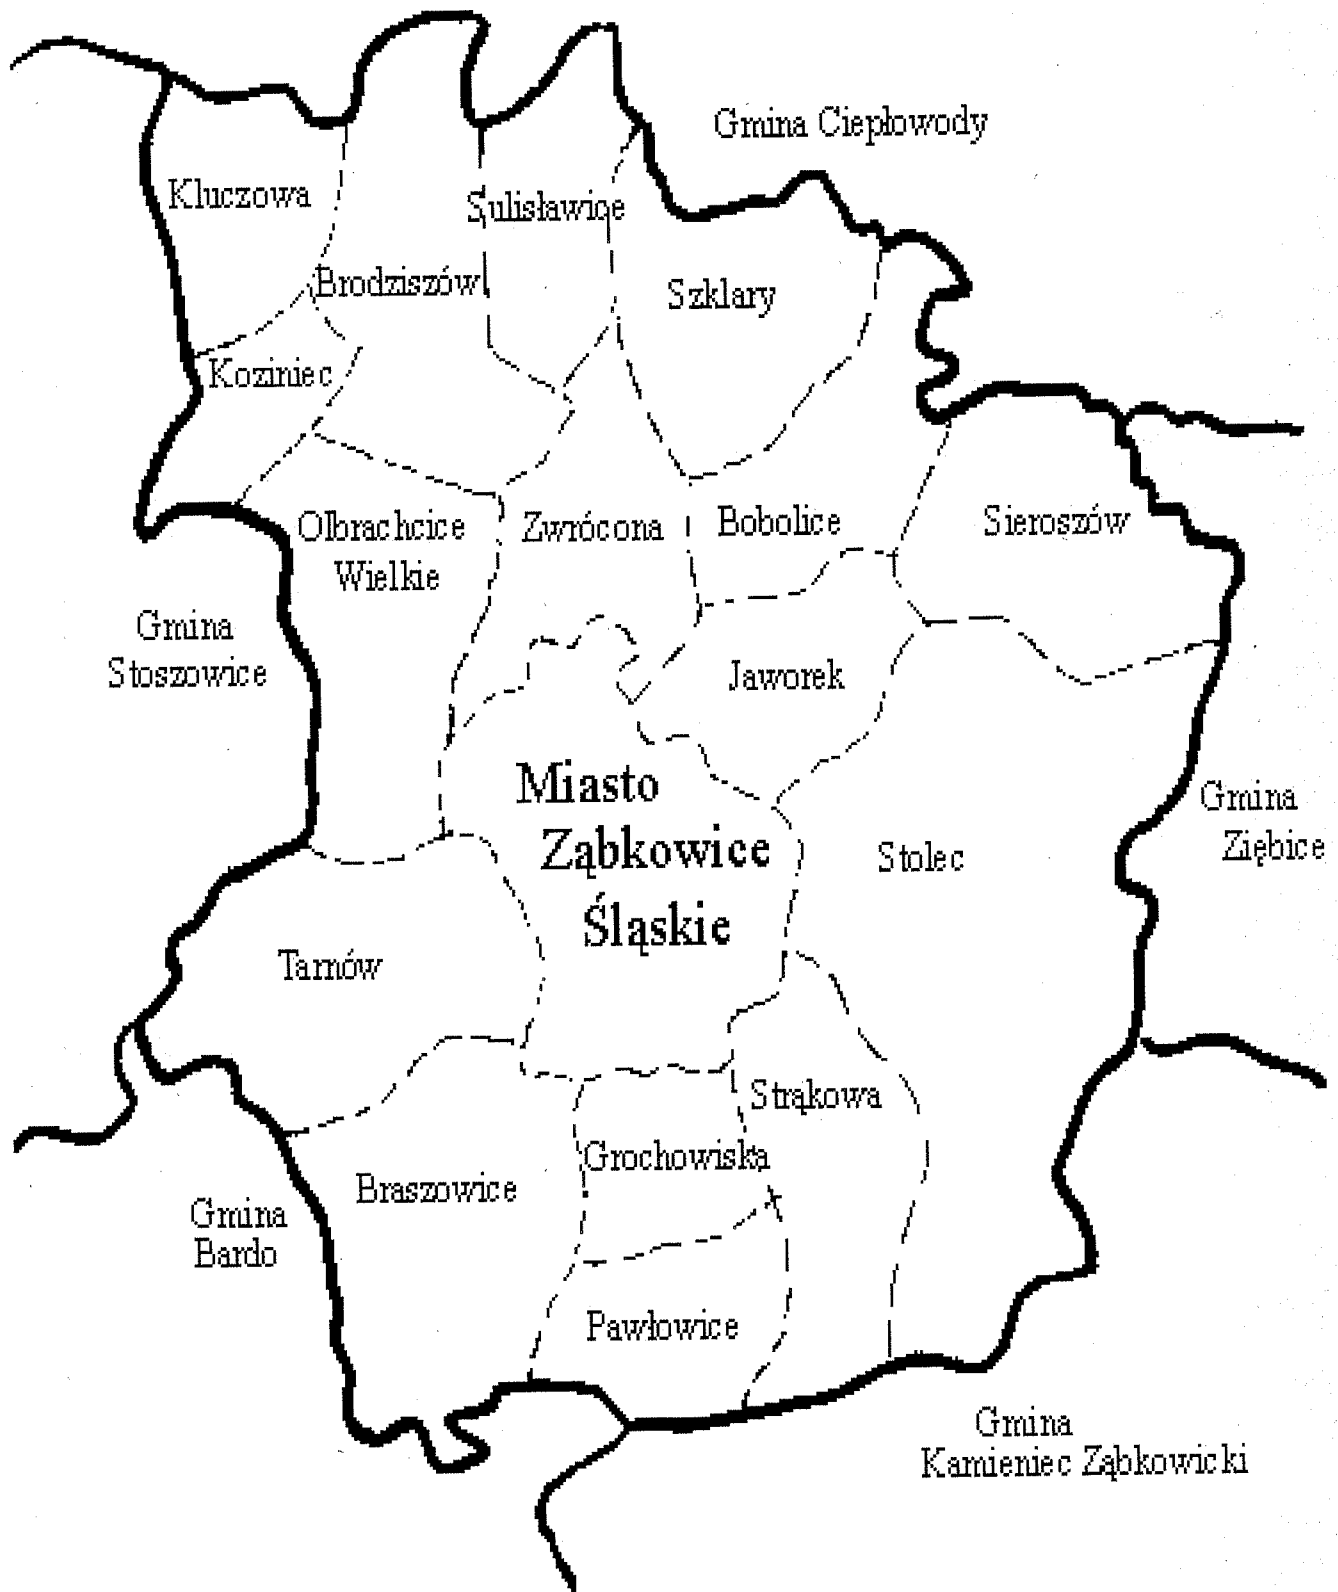 Gmina Ciepłowody
Kluczowa
Sulisławice
Brodziszów
Szklary
Koziniec
Olbrachcice
Wielkie
Zwrócona
Bobolice
Sieroszów
Gmina
Stoszowice
Jaworek
Miasto
Ząbkowice
Śląskie
Gmina
Ziębice
Stolec
Tarnów
Strąkowa
Grochowiska
Braszowice
Gmina
Bardo
Pawłowice
Gmina
Kamieniec Ząbkowicki